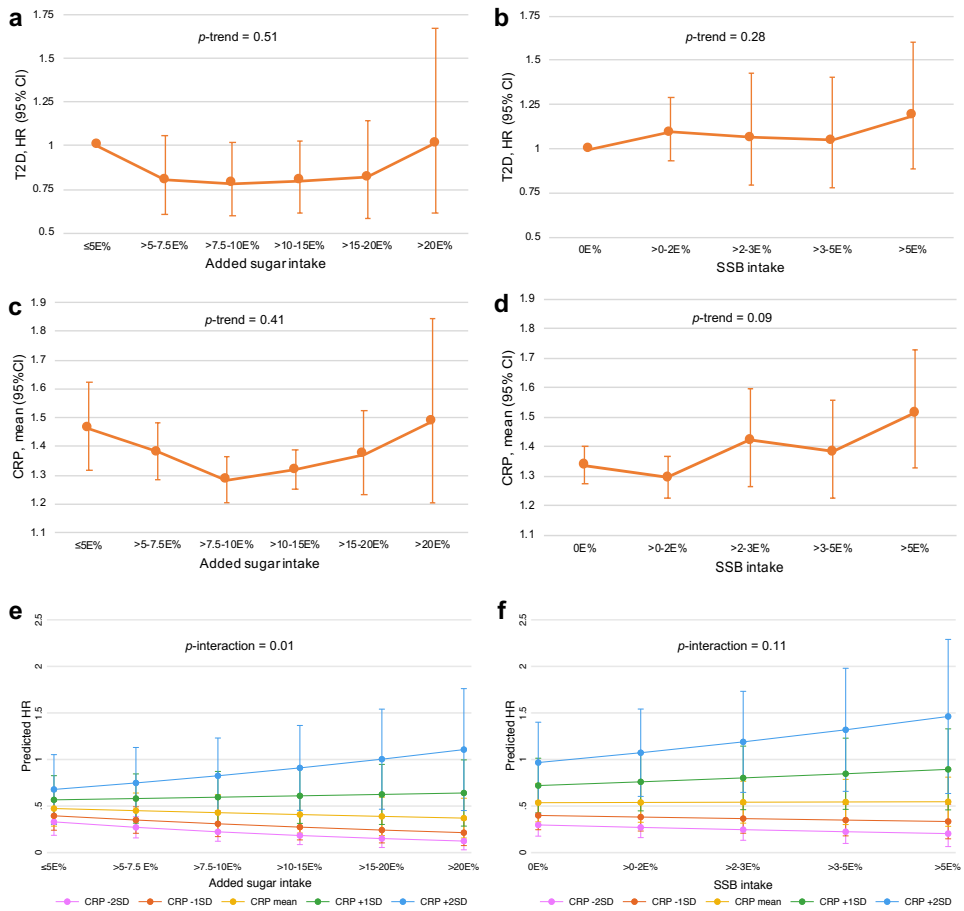 a
p-trend = 0.51
T2D, HR (95% CI)
1.75
1.5
1.25
1
0.75
0.5
≤5E% >5-7.5E% >7.5-10E% >10-15E% >15-20E% >20E%
Added sugar intake
b
p-trend = 0.28
T2D, HR (95% CI)
1.75
1.5
1.25
1
0.75
0.5
0E% >0-2E% >2-3E% >3-5E% >5E%
SSB intake
c
p-trend = 0.41
CRP, mean (95%CI)
1.9
1.8
1.7
1.6
1.5
1.4
1.3
1.2
1.1
≤5E% >5-7.5E% >7.5-10E% >10-15E% >15-20E% >20E%
Added sugar intake
d
p-trend = 0.09
CRP, mean (95% CI)
1.9
1.8
1.7
1.6
1.5
1.4
1.3
1.2
1.1
0E% >0-2E% >2-3E% >3-5E% >5E%
SSB intake
e
p-interaction = 0.01
Predicted HR
2.5
2
1.5
1
.5
0
≤5E% >5-7.5E% >7.5-10E% >10-15E% >15-20E% >20E%
Added sugar intake
CRP -2SD CRP -1SD CRP mean CRP +1SD CRP +2SD
f
p-interaction = 0.11
Predicted HR
2.5
2
1.5
1
.5
0
0E% >0-2E% >2-3E% >3-5E% >5E%
SSB intake
CRP -2SD CRP -1SD CRP mean CRP +1SD CRP +2SD